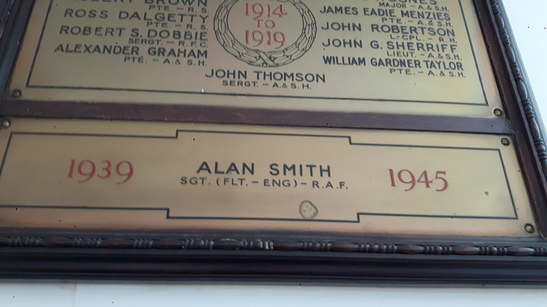 BROWN
PTE. – R.S.
ROSS DALGETTY
PTE. – R.S.
ROBERT S. DOBBIE
SERGT. – R.F.C.
ALEXANDER GRAHAM
PTE. – A.& S.H.
1914
TO
1919
JONES
MAJOR – A.& S.H.
JAMES EADIE MENZIES
PTE. – A.& S.H.
JOHN ROBERTSON
L-CPL. – R.H.
JOHN G. SHERRIFF
LIEUT. – A.& S.H.
WILLIAM GARDNER TAYLOR
PTE. – A.& S.H.
JOHN THOMSON
SERGT. – A.& S.H.
1939
ALAN SMITH
SGT. (FLT. – ENG) – R.A.F.
1945